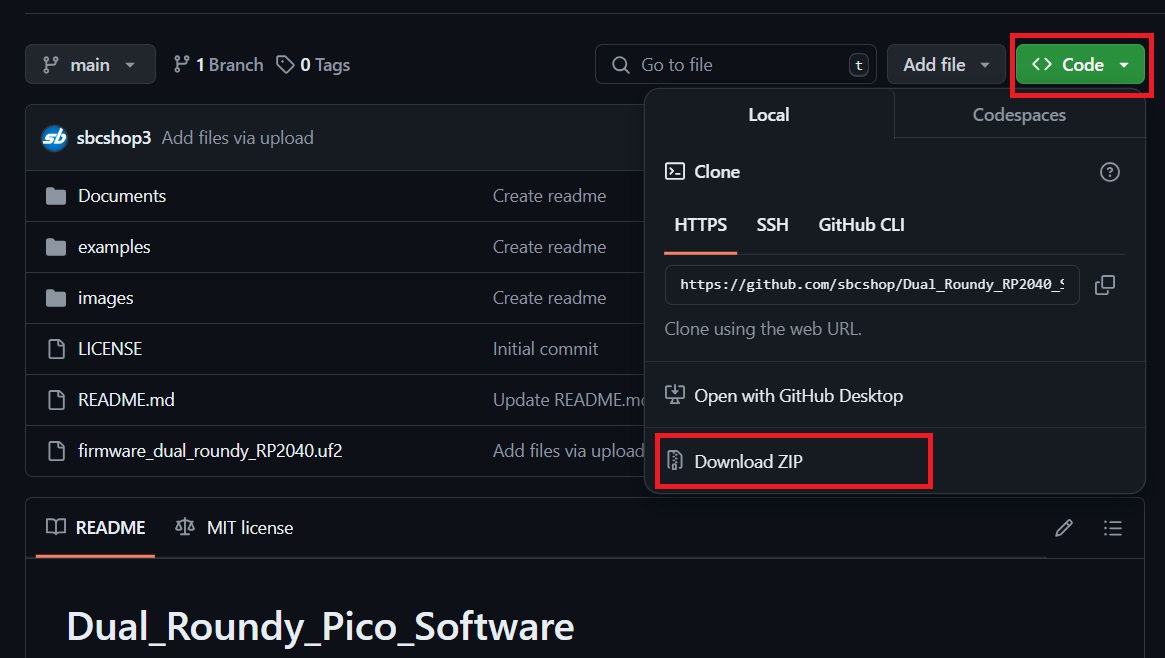 main 1 Branch 0 Tags Go to file t Add file <> Code
Local Codespaces
sb sbcshop3 Add files via upload
Clone ?
Documents Create readme
HTTPS SSH GitHub CLI
examples Create readme
https://github.com/sbcshop/Dual_Roundy_RP2040_S
images Create readme
Clone using the web URL.
LICENSE Initial commit
README.md Update README.md
Open with GitHub Desktop
firmware_dual_roundy_RP2040.uf2 Add files via upload
Download ZIP
README MIT license
Dual_Roundy_Pico_Software